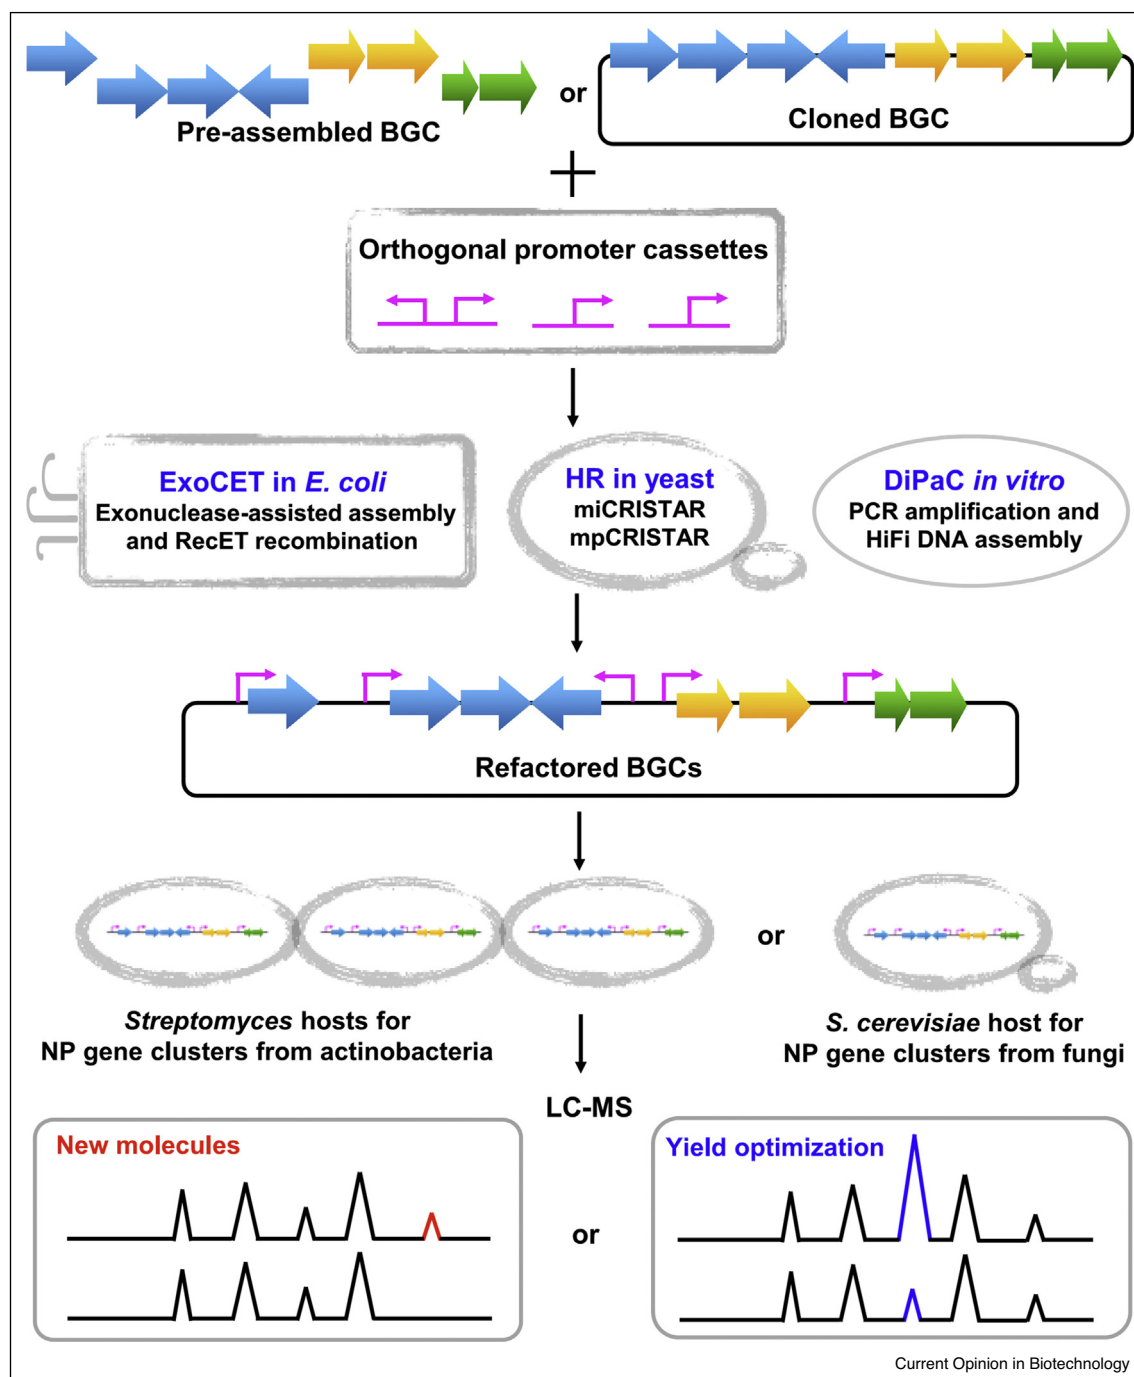 Pre-assembled BGC
or
Cloned BGC
Orthogonal promoter cassettes
ExoCET in E. coli
Exonuclease-assisted assembly
and RecET recombination
HR in yeast
miCRISTAR
mpCRISTAR
DiPaC in vitro
PCR amplification and
HiFi DNA assembly
Refactored BGCs
or
Streptomyces hosts for
NP gene clusters from actinobacteria
S. cerevisiae host for
NP gene clusters from fungi
LC-MS
New molecules
or
Yield optimization
Current Opinion in Biotechnology